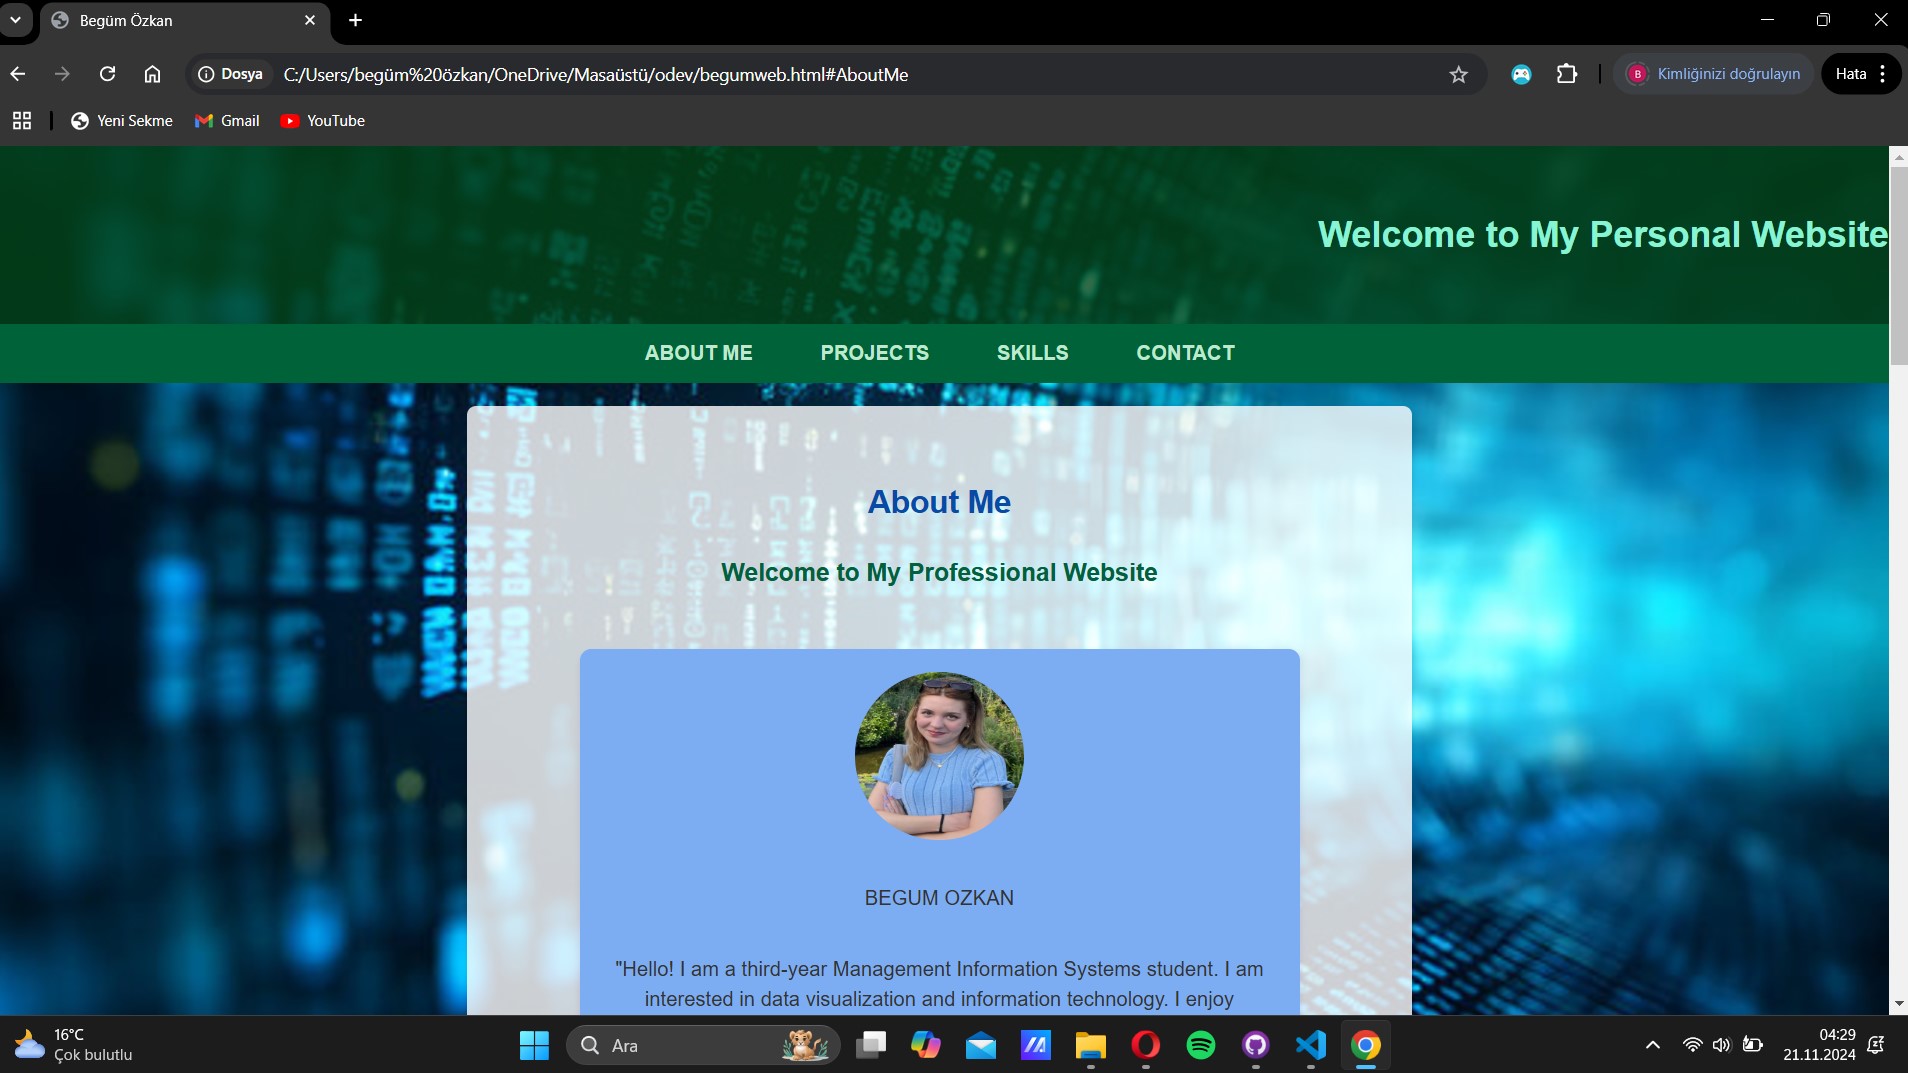 Begüm Özkan
Dosya
C:/Users/begüm%20özkan/OneDrive/Masaüstü/odev/begumweb.html#AboutMe
B
Kimliğinizi doğrulayın
Hata
Yeni Sekme
Gmail
YouTube
Welcome to My Personal Website
ABOUT ME
PROJECTS
SKILLS
CONTACT
About Me
Welcome to My Professional Website
BEGUM OZKAN
"Hello! I am a third-year Management Information Systems student. I am
interested in data visualization and information technology. I enjoy
16°C
Çok bulutlu
Ara
04:29
21.11.2024